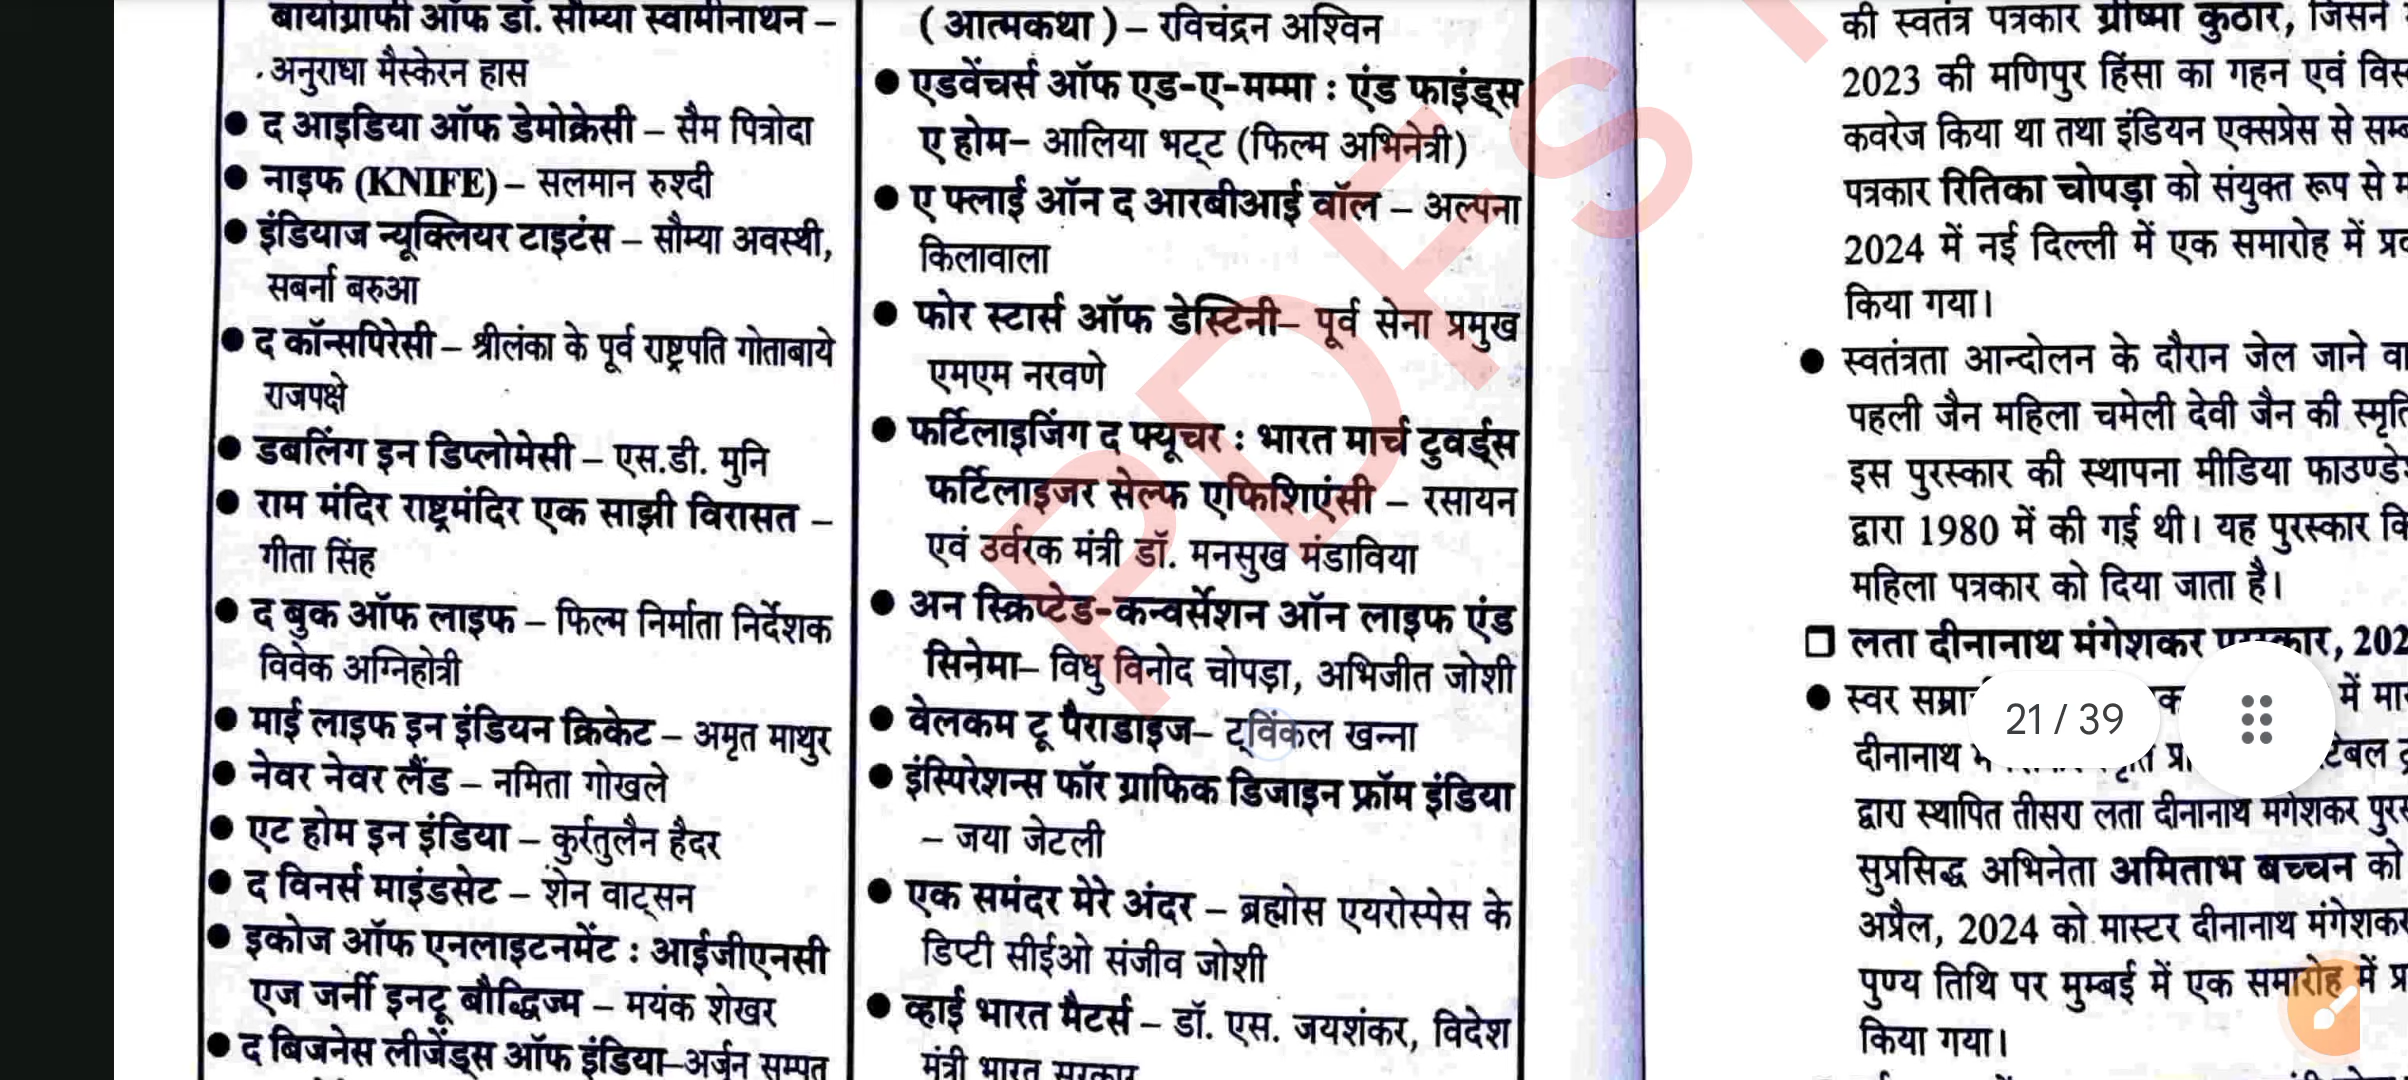 बायोग्राफी ऑफ डॉ. सौम्या स्वामीनाथन –
अनुराधा मैस्केरन हास
● द आइडिया ऑफ डेमोक्रेसी – सैम पित्रोदा
● नाइफ (KNIFE) – सलमान रुश्दी
● इंडियाज न्यूक्लियर टाइटंस – सौम्या अवस्थी,
सबर्ना बरुआ
● द कॉन्सपिरेसी – श्रीलंका के पूर्व राष्ट्रपति गोताबाये
राजपक्षे
● डबलिंग इन डिप्लोमेसी – एस.डी. मुनि
● राम मंदिर राष्ट्रमंदिर एक साझी विरासत –
गीता सिंह
● द बुक ऑफ लाइफ – फिल्म निर्माता निर्देशक
विवेक अग्निहोत्री
● माई लाइफ इन इंडियन क्रिकेट – अमृत माथुर
● नेवर नेवर लैंड – नमिता गोखले
● एट होम इन इंडिया – कुर्रतुलैन हैदर
● द विनर्स माइंडसेट – शेन वाट्सन
● इकोज ऑफ एनलाइटनमेंट : आईजीएनसी
एज जर्नी इनटू बौद्धिज्म – मयंक शेखर
● द बिजनेस लीजेंड्स ऑफ इंडिया–अर्जुन सम्पत
(आत्मकथा) – रविचंद्रन अश्विन
● एडवेंचर्स ऑफ एड-ए-मम्मा : एंड फाइंड्स
ए होम– आलिया भट्ट (फिल्म अभिनेत्री)
● ए फ्लाई ऑन द आरबीआई वॉल – अल्पना
किलावाला
● फोर स्टार्स ऑफ डेस्टिनी– पूर्व सेना प्रमुख
एमएम नरवणे
● फर्टिलाइजिंग द फ्यूचर : भारत मार्च टुवर्ड्स
फर्टिलाइजर सेल्फ एफिशिएंसी – रसायन
एवं उर्वरक मंत्री डॉ. मनसुख मंडाविया
● अन स्क्रिप्टेड-कन्वर्सेशन ऑन लाइफ एंड
सिनेमा– विधु विनोद चोपड़ा, अभिजीत जोशी
● वेलकम टू पैराडाइज– ट्विंकल खन्ना
● इंस्पिरेशन्स फॉर ग्राफिक डिजाइन फ्रॉम इंडिया
– जया जेटली
● एक समंदर मेरे अंदर – ब्रह्मोस एयरोस्पेस के
डिप्टी सीईओ संजीव जोशी
● व्हाई भारत मैटर्स – डॉ. एस. जयशंकर, विदेश
मंत्री भारत सरकार
की स्वतंत्र पत्रकार ग्रीष्मा कुठार, जिसने
2023 की मणिपुर हिंसा का गहन एवं
कवरेज किया था तथा इंडियन एक्सप्रेस से
पत्रकार रितिका चोपड़ा को संयुक्त रूप से
2024 में नई दिल्ली में एक समारोह में
किया गया।
● स्वतंत्रता आन्दोलन के दौरान जेल जाने
पहली जैन महिला चमेली देवी जैन की
इस पुरस्कार की स्थापना मीडिया
द्वारा 1980 में की गई थी। यह पुरस्कार
महिला पत्रकार को दिया जाता है।
□ लता दीनानाथ मंगेशकर पुरस्कार, 202
● स्वर में
दीनानाथ
21 / 39
द्वारा स्थापित तीसरा लता दीनानाथ मंगेशकर
सुप्रसिद्ध अभिनेता अमिताभ बच्चन को
अप्रैल, 2024 को मास्टर दीनानाथ मंगेशकर
पुण्य तिथि पर मुम्बई में एक समारोह में
किया गया।
PDFS